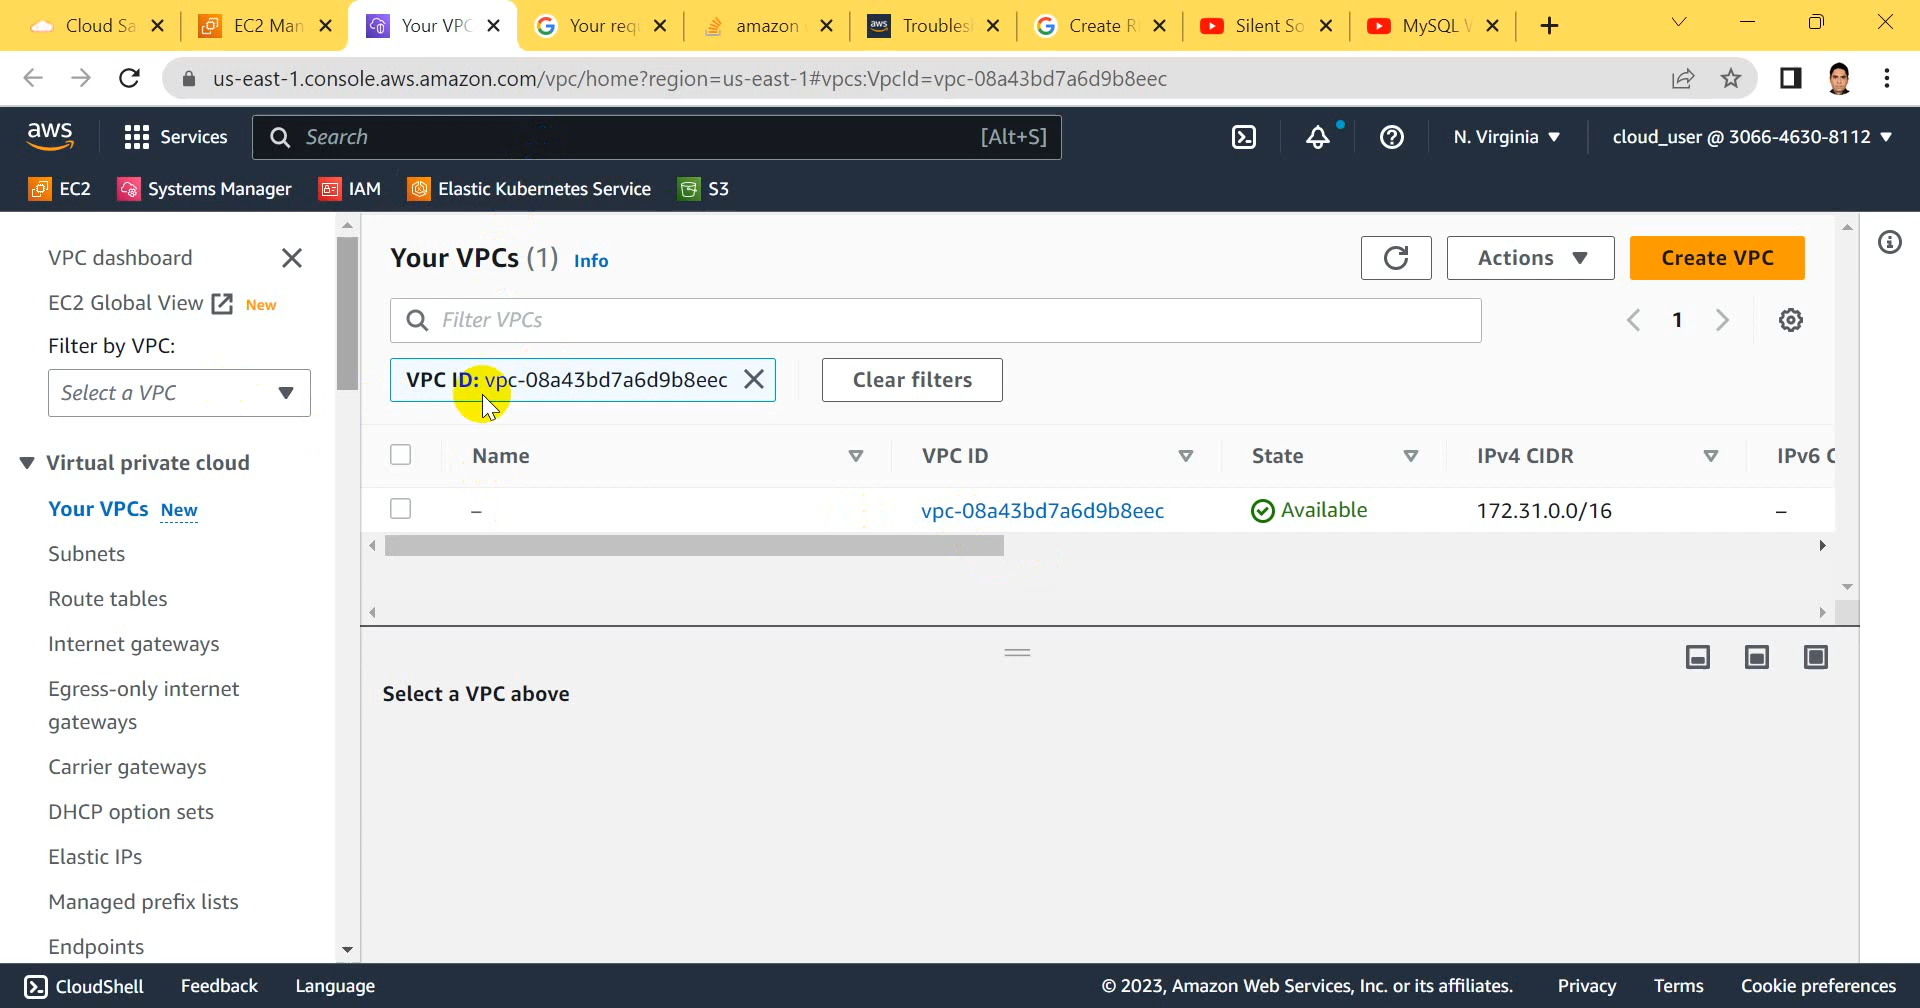 Cloud Sa
EC2 Man
Your VPC
Your req
amazon
aws
Troubles
Create R
Silent So
MySQL
us-east-1.console.aws.amazon.com/vpc/home?region=us-east-1#vpcs:VpcId=vpc-08a43bd7a6d9b8eec
aws
Services
Search
[Alt+S]
N. Virginia
cloud_user @ 3066-4630-8112
EC2
Systems Manager
IAM
Elastic Kubernetes Service
S3
VPC dashboard
EC2 Global View New
Filter by VPC:
Select a VPC
Virtual private cloud
Your VPCs New
Subnets
Route tables
Internet gateways
Egress-only internet
gateways
Carrier gateways
DHCP option sets
Elastic IPs
Managed prefix lists
Endpoints
Your VPCs (1) Info
Actions
Create VPC
Filter VPCs
1
VPC ID: vpc-08a43bd7a6d9b8eec
Clear filters
Name VPC ID State IPv4 CIDR IPv6 C
– vpc-08a43bd7a6d9b8eec Available 172.31.0.0/16 –
Select a VPC above
CloudShell Feedback Language
© 2023, Amazon Web Services, Inc. or its affiliates. Privacy Terms Cookie preferences